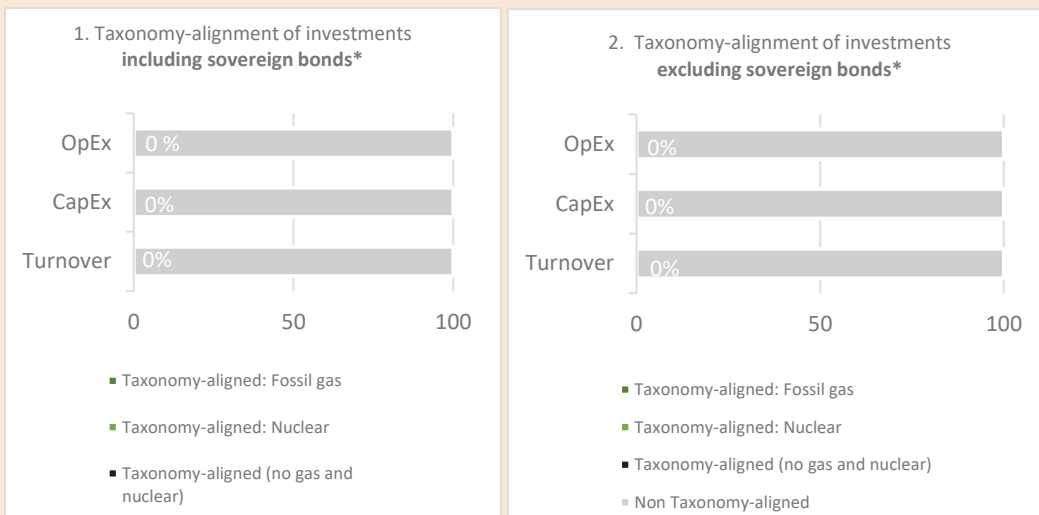 1. Taxonomy-alignment of investments
including sovereign bonds*
OpEx
0 %
CapEx
0%
Turnover
0%
0
50
100
Taxonomy-aligned: Fossil gas
Taxonomy-aligned: Nuclear
Taxonomy-aligned (no gas and
nuclear)
2. Taxonomy-alignment of investments
excluding sovereign bonds*
OpEx
0%
CapEx
0%
Turnover
0%
0
50
100
Taxonomy-aligned: Fossil gas
Taxonomy-aligned: Nuclear
Taxonomy-aligned (no gas and nuclear)
Non Taxonomy-aligned